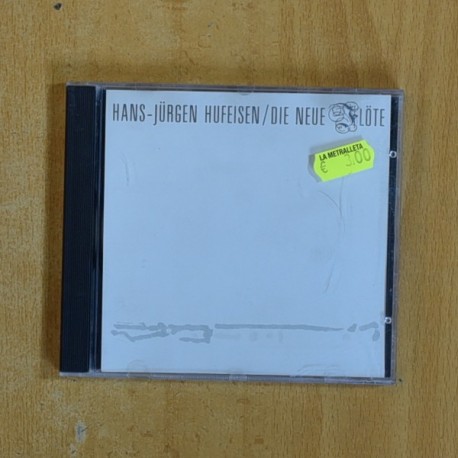 HANS-JÜRGEN HUFEISEN/DIE NEUE FLÖTE
LA METRALLETA
€ 3.00